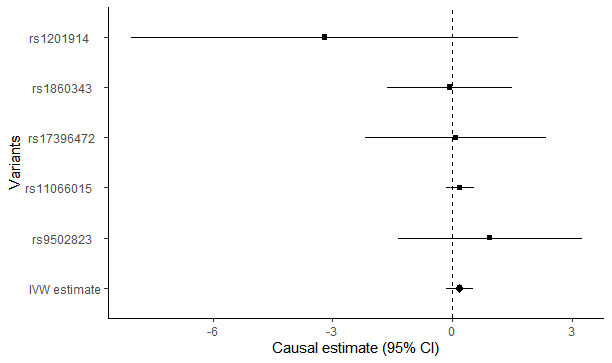 rs1201914
rs1860343
rs17396472
rs11066015
rs9502823
IVW estimate
Variants
-6 -3 0 3
Causal estimate (95% CI)